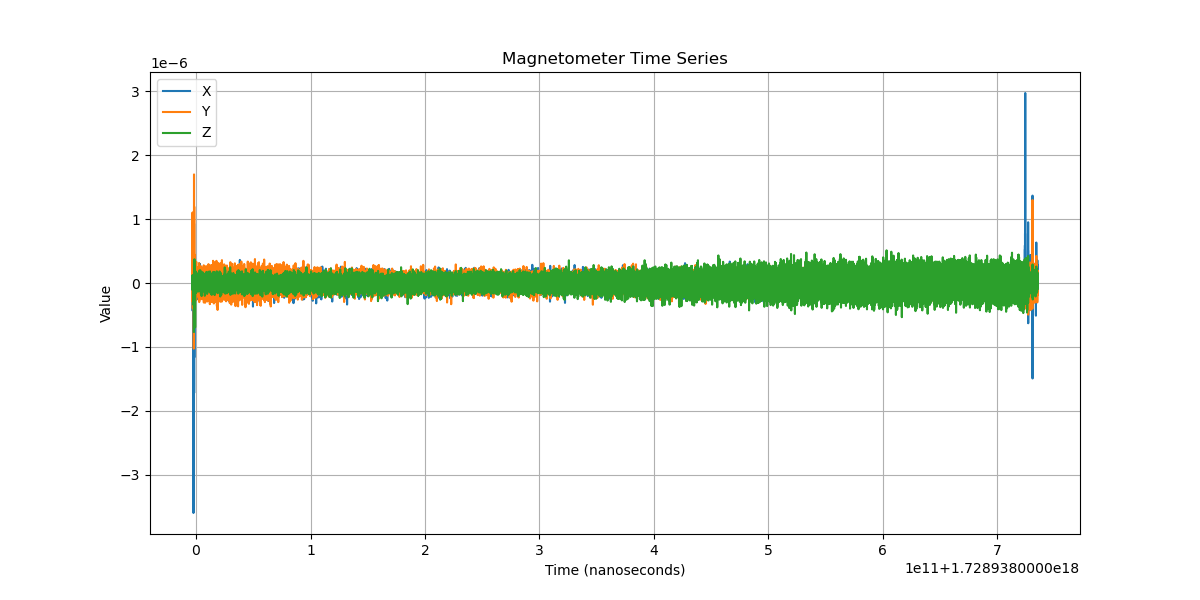 Magnetometer Time Series
1e−6
X
Y
Z
3
2
1
0
−1
−2
−3
Value
0 1 2 3 4 5 6 7
Time (nanoseconds)
1e11+1.7289380000e18